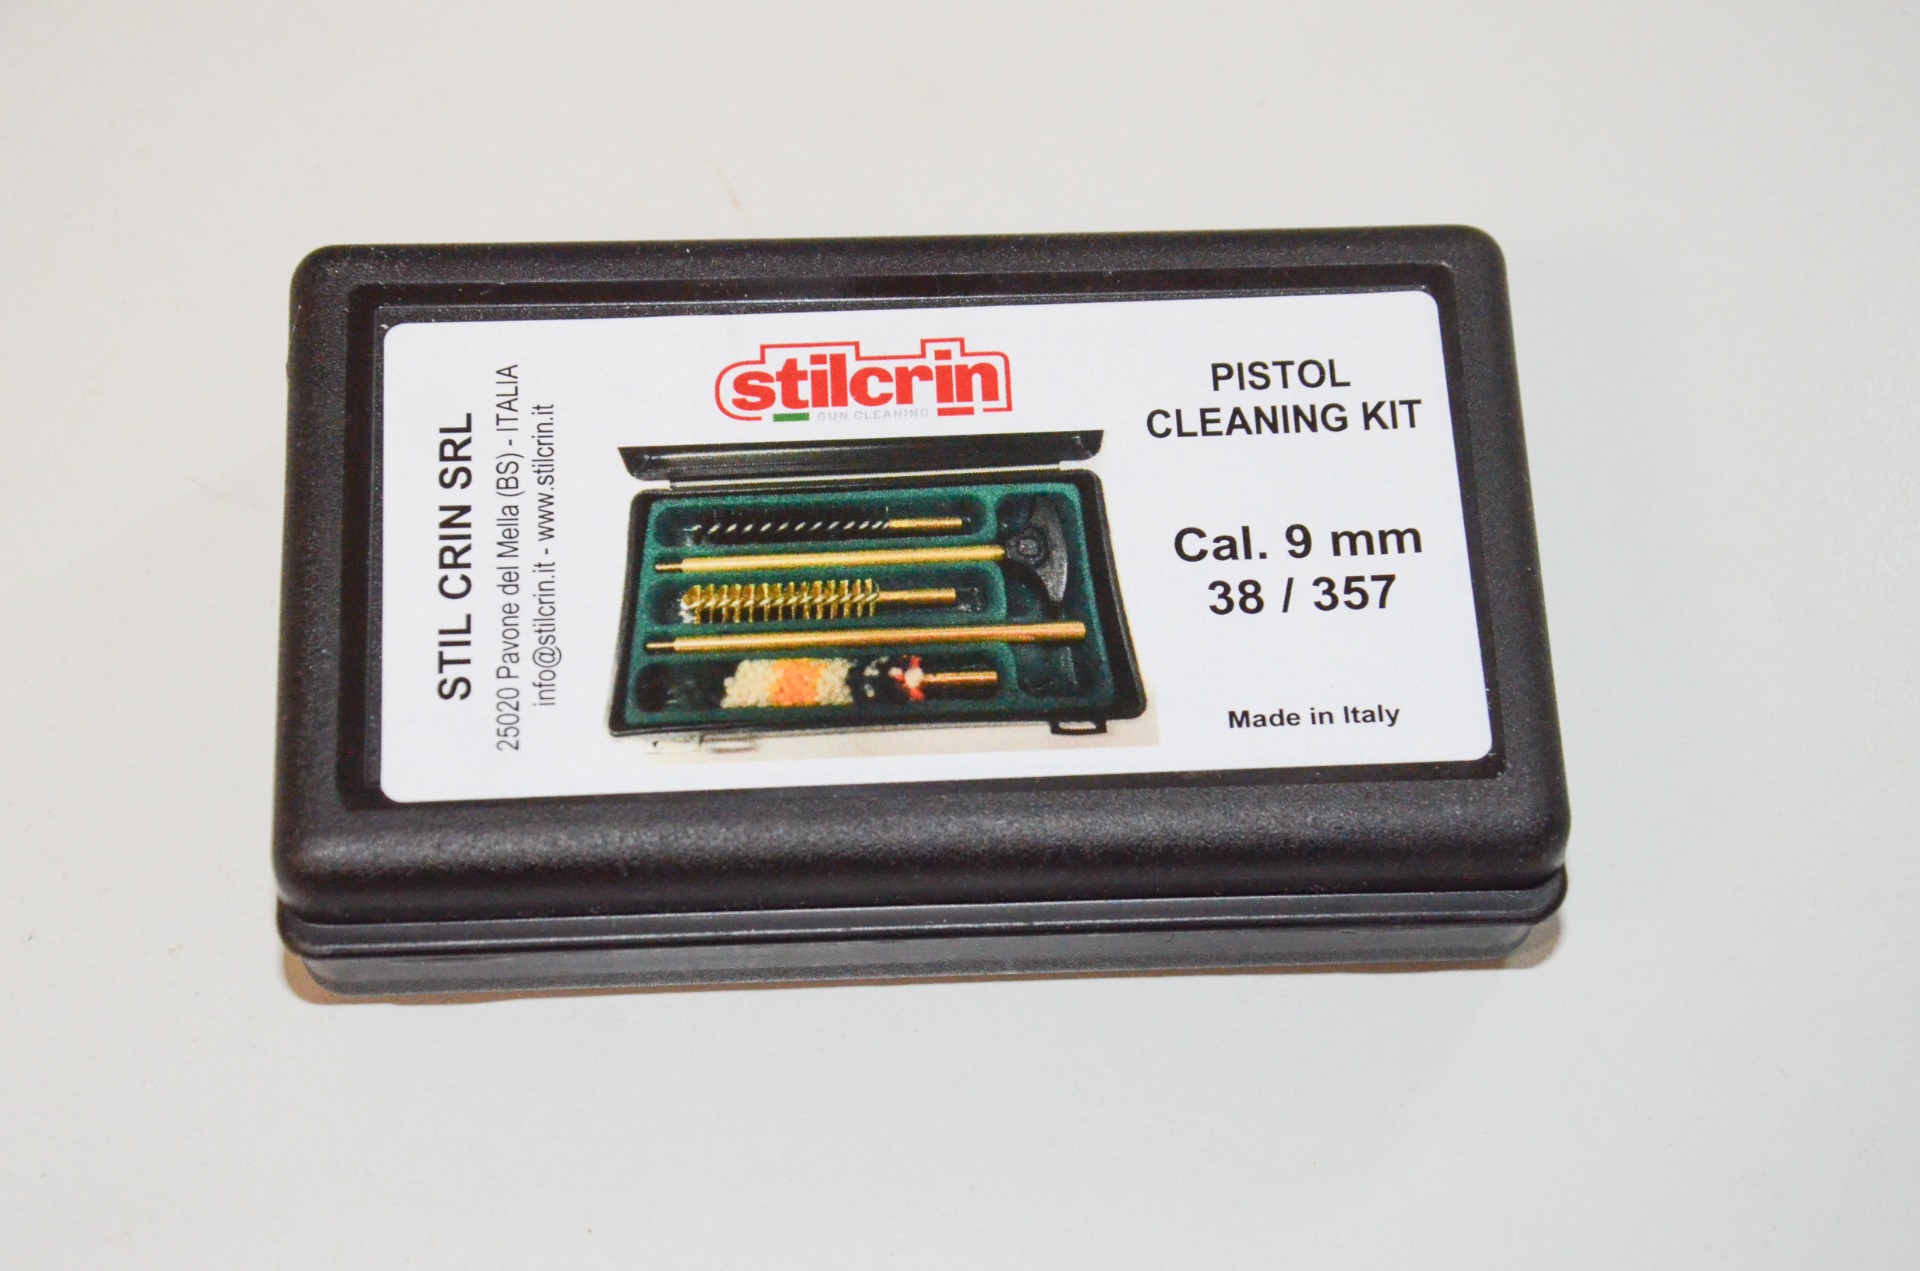 STIL CRIN SRL
25020 Pavone del Mella (BS) - ITALIA
info@stilcrin.it - www.stilcrin.it
stilcrin
GUN CLEANING
PISTOL
CLEANING KIT
Cal. 9 mm
38 / 357
Made in Italy